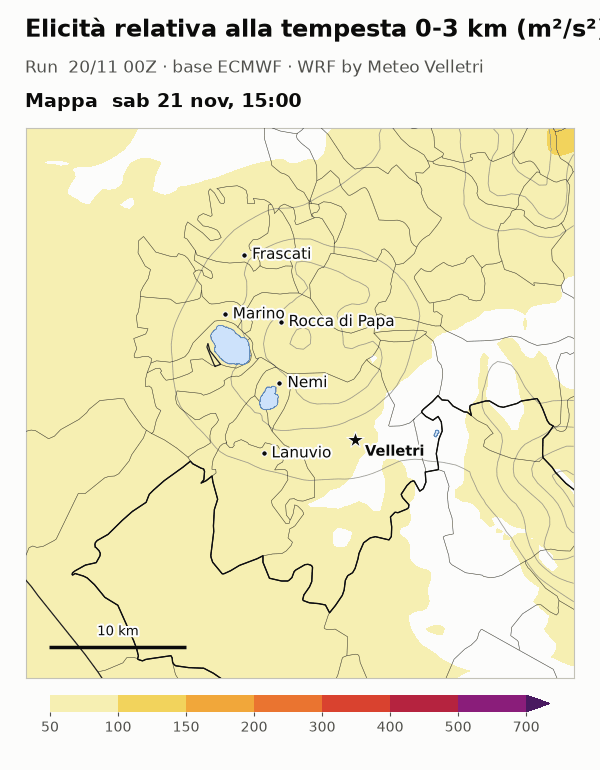 Elicità relativa alla tempesta 0-3 km (m²/s²)
Run  20/11 00Z · base ECMWF · WRF by Meteo Velletri
Mappa  sab 21 nov, 15:00
Frascati
Marino
Rocca di Papa
Nemi
Velletri
Lanuvio
10 km
50 100 150 200 300 400 500 700